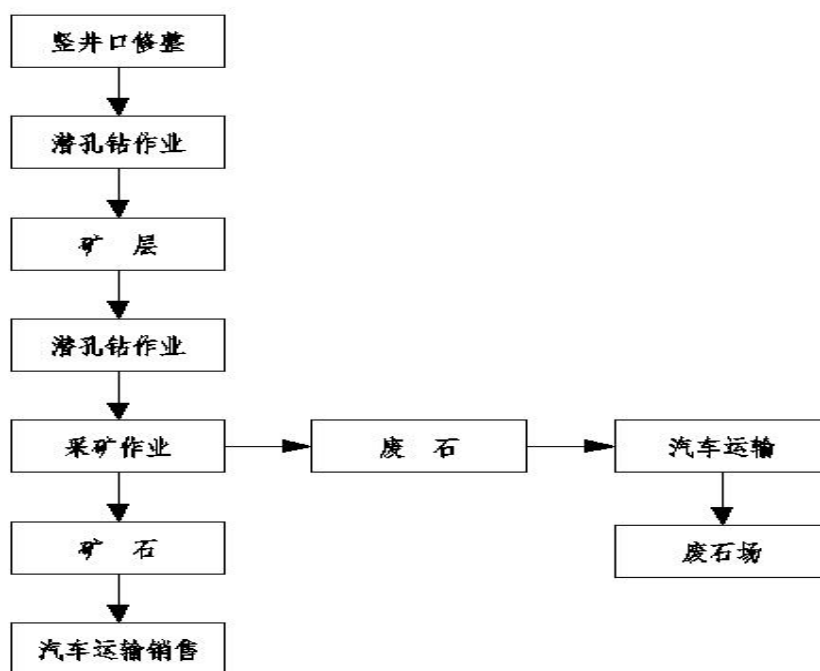 竖井口修整
潜孔钻作业
矿 层
潜孔钻作业
采矿作业
废 石
汽车运输
矿 石
废石场
汽车运输销售